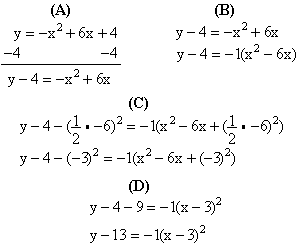 (A)
y = –x² + 6x + 4
–4 –4
y – 4 = –x² + 6x
(B)
y – 4 = –x² + 6x
y – 4 = –1(x² – 6x)
(C)
y – 4 – (1/2 ▪ –6)² = –1(x² – 6x + (1/2 ▪ –6)²)
y – 4 – (–3)² = –1(x² – 6x + (–3)²)
(D)
y – 4 – 9 = –1(x – 3)²
y – 13 = –1(x – 3)²